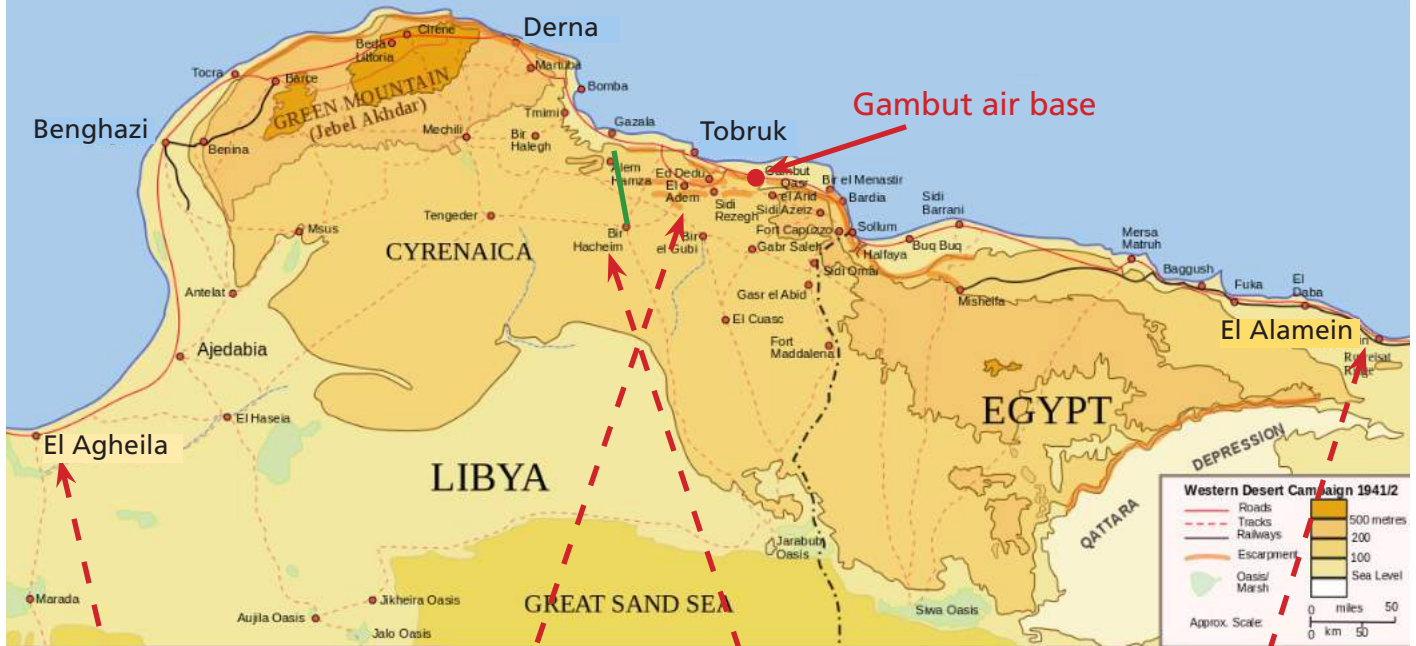 Cirene
Derna
Beda
Littoria
Tocra
Barce
Martuba
Bomba
GREEN MOUNTAIN
(Jebel Akhdar)
Tmimi
Gambut air base
Benghazi
Benina
Mechili
Bir
Halegh
Gazala
Tobruk
Alem
Hamza
Ed Dedu
El
Adem
Gambut
Qasr
el Arid
Bir el Menastir
Sidi
Rezegh
Sidi Azeiz
Bardia
Sidi
Barrani
Tengeder
Msus
Bir
Hacheim
Bir
el Gubi
Fort Capuzzo
Sollum
Gabr Saleh
Halfaya
Buq Buq
Mersa
Matruh
CYRENAICA
Sidi Omar
Baggush
Fuka
El
Daba
Antelat
Gasr el Abid
Mishelfa
El Cuasc
El Alamein
Ajedabia
Fort
Maddalena
Ruweisat
Ridge
El Haseia
EGYPT
El Agheila
LIBYA
QATTARA
DEPRESSION
Western Desert Campaign 1941/2
Roads
Tracks
Railways
Escarpment
Oasis/
Marsh
500 metres
200
100
Sea Level
0 miles 50
Approx. Scale:
0 km 50
Jarabub
Oasis
Marada
Jikheira Oasis
GREAT SAND SEA
Siwa Oasis
Aujila Oasis
Jalo Oasis